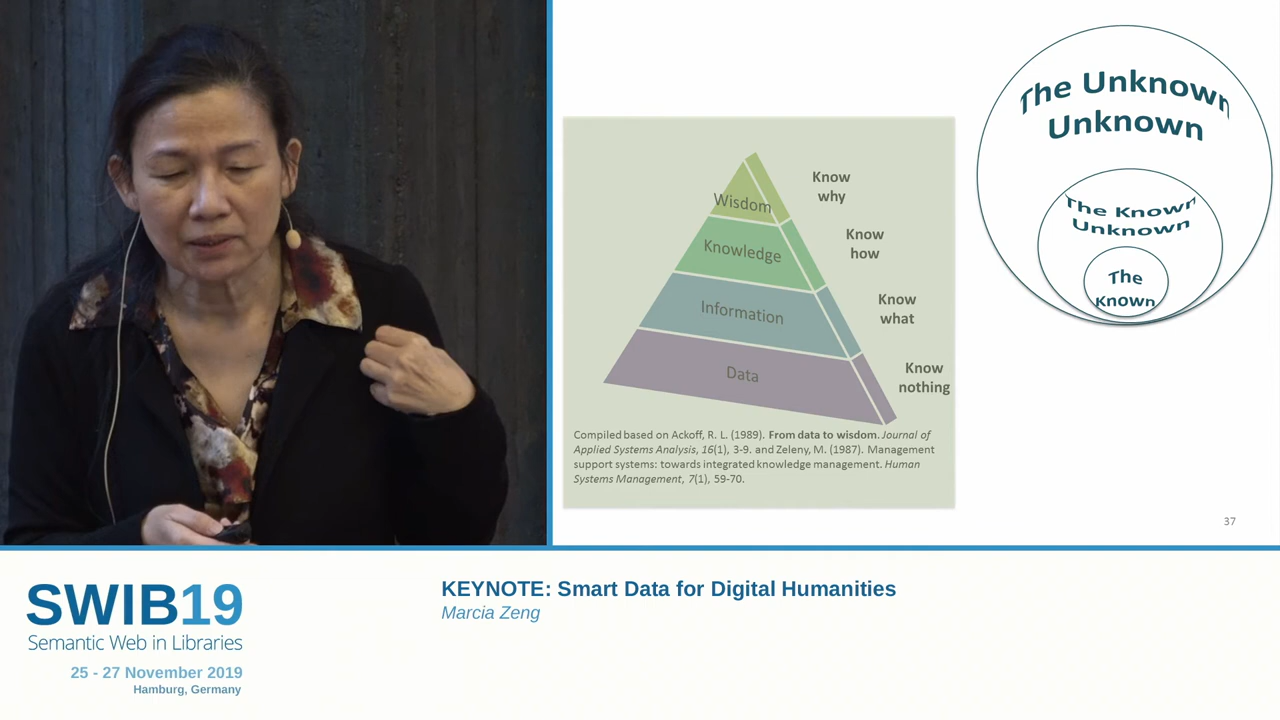 The Unknown
Unknown
The Known
Unknown
The
Known
Wisdom
Know
why
Knowledge
Know
how
Information
Know
what
Data
Know
nothing
Compiled based on Ackoff, R. L. (1989). From data to wisdom. Journal of
Applied Systems Analysis, 16(1), 3-9. and Zeleny, M. (1987). Management
support systems: towards integrated knowledge management. Human
Systems Management, 7(1), 59-70.
37
SWIB19
Semantic Web in Libraries
25 - 27 November 2019
Hamburg, Germany
KEYNOTE: Smart Data for Digital Humanities
Marcia Zeng